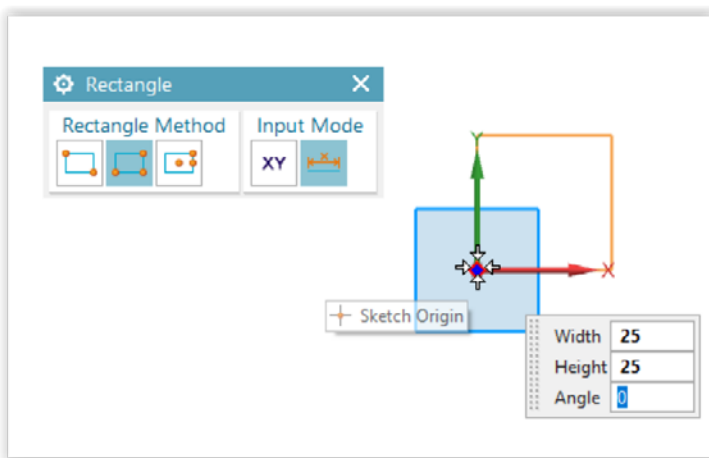 Rectangle
Rectangle Method
Input Mode
XY
x
Y
X
Sketch Origin
Width 25
Height 25
Angle 0